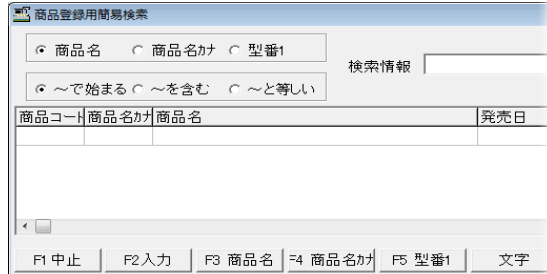 商品登録用簡易検索
商品名 商品名カナ 型番1
検索情報
~で始まる ~を含む ~と等しい
商品コード 商品名カナ 商品名 発売日
F1 中止 F2入力 F3 商品名 F4 商品名カナ F5 型番1 文字